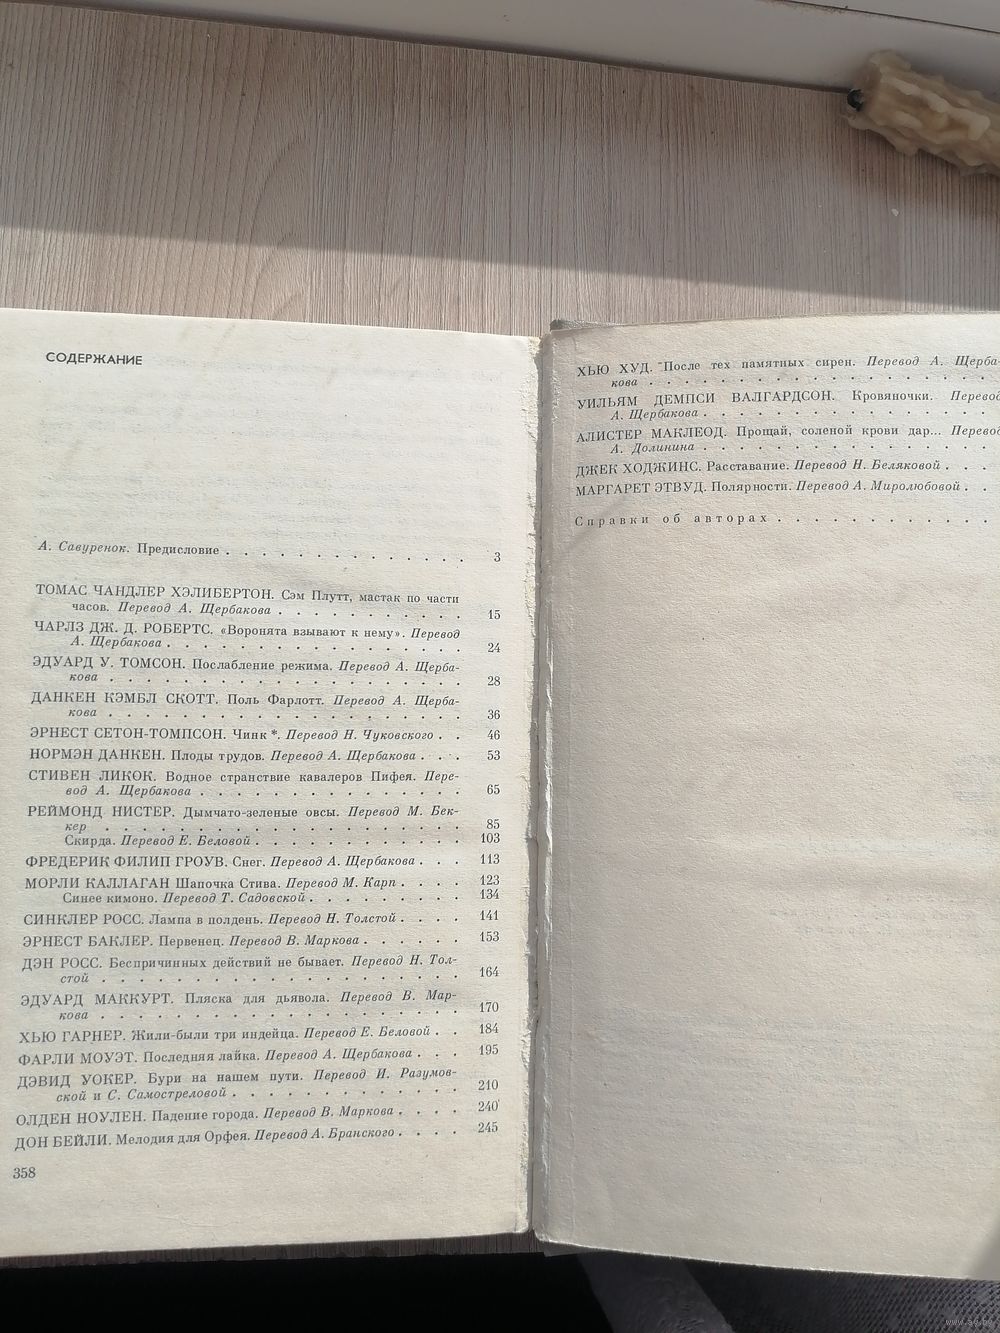 СОДЕРЖАНИЕ
А. Савуренок. Предисловие . . . . . . . . . . . . . . . 3
ТОМАС ЧАНДЛЕР ХЭЛИБЕРТОН. Сэм Плутт, мастак по части
часов. Перевод А. Щербакова . . . . . . . . . . . . 15
ЧАРЛЗ ДЖ. Д. РОБЕРТС. «Воронята взывают к нему». Перевод
А. Щербакова . . . . . . . . . . . . . . . . . . . 24
ЭДУАРД У. ТОМСОН. Послабление режима. Перевод А. Щерба-
кова . . . . . . . . . . . . . . . . . . . . . . . 28
ДАНКЕН КЭМБЛ СКОТТ. Поль Фарлотт. Перевод А. Щерба-
кова . . . . . . . . . . . . . . . . . . . . . . . 36
ЭРНЕСТ СЕТОН-ТОМПСОН. Чинк *. Перевод Н. Чуковского . . 46
НОРМЭН ДАНКЕН. Плоды трудов. Перевод А. Щербакова . . . 53
СТИВЕН ЛИКОК. Водное странствие кавалеров Пифея. Пере-
вод А. Щербакова . . . . . . . . . . . . . . . . . 65
РЕЙМОНД НИСТЕР. Дымчато-зеленые овсы. Перевод М. Бек-
кер . . . . . . . . . . . . . . . . . . . . . . . . 85
Скирда. Перевод Е. Беловой . . . . . . . . . . . . . 103
ФРЕДЕРИК ФИЛИП ГРОУВ. Снег. Перевод А. Щербакова . . . 113
МОРЛИ КАЛЛАГАН Шапочка Стива. Перевод М. Карп . . . . 123
Синее кимоно. Перевод Т. Садовской . . . . . . . . . 134
СИНКЛЕР РОСС. Лампа в полдень. Перевод Н. Толстой . . . . 141
ЭРНЕСТ БАКЛЕР. Первенец. Перевод В. Маркова . . . . . . 153
ДЭН РОСС. Беспричинных действий не бывает. Перевод Н. Тол-
стой . . . . . . . . . . . . . . . . . . . . . . . 164
ЭДУАРД МАККУРТ. Пляска для дьявола. Перевод В. Мар-
кова . . . . . . . . . . . . . . . . . . . . . . . 170
ХЬЮ ГАРНЕР. Жили-были три индейца. Перевод Е. Беловой . . 184
ФАРЛИ МОУЭТ. Последняя лайка. Перевод А. Щербакова . . . 195
ДЭВИД УОКЕР. Бури на нашем пути. Перевод И. Разумов-
ской и С. Самостреловой . . . . . . . . . . . . . . 210
ОЛДЕН НОУЛЕН. Падение города. Перевод В. Маркова . . . . 240
ДОН БЕЙЛИ. Мелодия для Орфея. Перевод А. Бранского . . . . 245
358
ХЬЮ ХУД. После тех памятных сирен. Перевод А. Щерба-
кова . . . . . . . . . . . . . . . . . . .
УИЛЬЯМ ДЕМПСИ ВАЛГАРДСОН. Кровяночки. Перевод
А. Щербакова . . . . . . . . . . . . . . . .
АЛИСТЕР МАКЛЕОД. Прощай, соленой крови дар... Перевод
А. Долинина . . . . . . . . . . . . . . . .
ДЖЕК ХОДЖИНС. Расставание. Перевод Н. Беляковой . . .
МАРГАРЕТ ЭТВУД. Полярности. Перевод А. Миролюбовой . .
Справки об авторах . . . . . . . . . . . .
www.ay.by